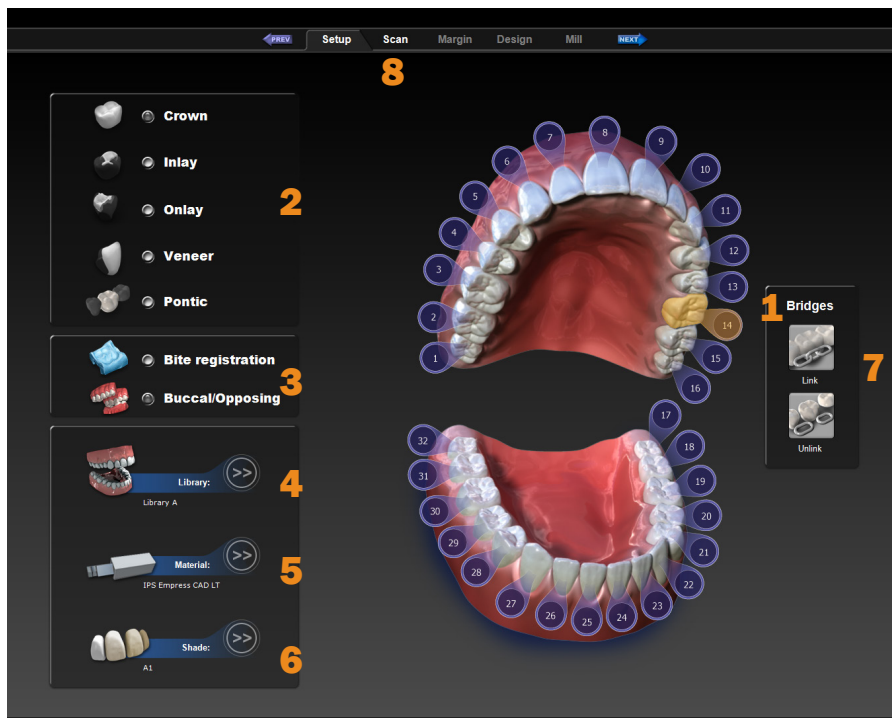 PREV Setup Scan Margin Design Mill NEXT
8
Crown
Inlay
Onlay
Veneer
Pontic
2
Bite registration
Buccal/Opposing
3
Library:
Library A
4
Material:
IPS Empress CAD LT
5
Shade:
A1
6
1
2
3
4
5
6
7
8
9
10
11
12
13
14
15
16
17
18
19
20
21
22
23
24
25
26
27
28
29
30
31
32
1
Bridges
Link
Unlink
7